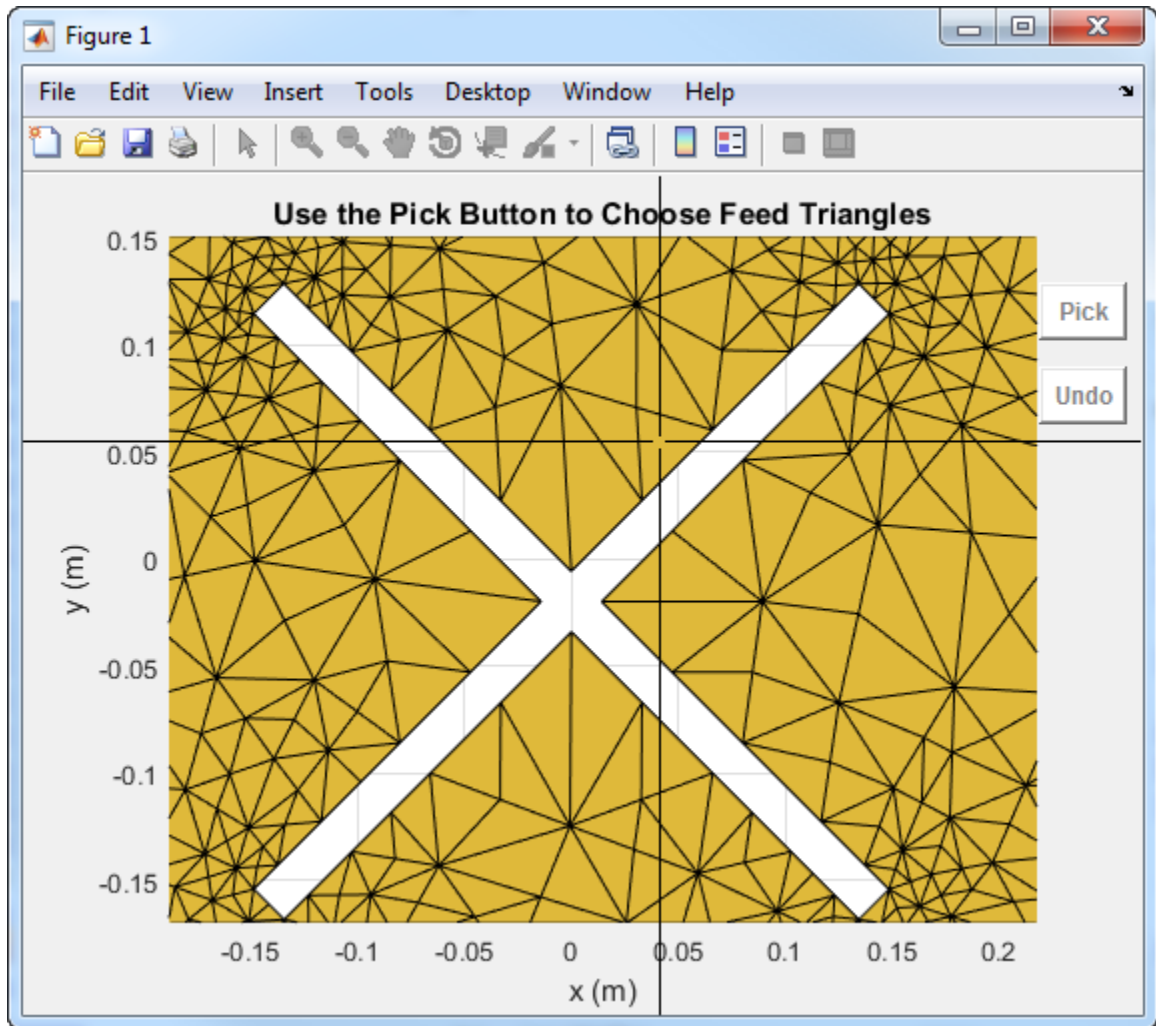 Figure 1
File Edit View Insert Tools Desktop Window Help
Use the Pick Button to Choose Feed Triangles
0.15
0.1
0.05
0
-0.05
-0.1
-0.15
y (m)
Pick
Undo
-0.15 -0.1 -0.05 0 0.05 0.1 0.15 0.2
x (m)